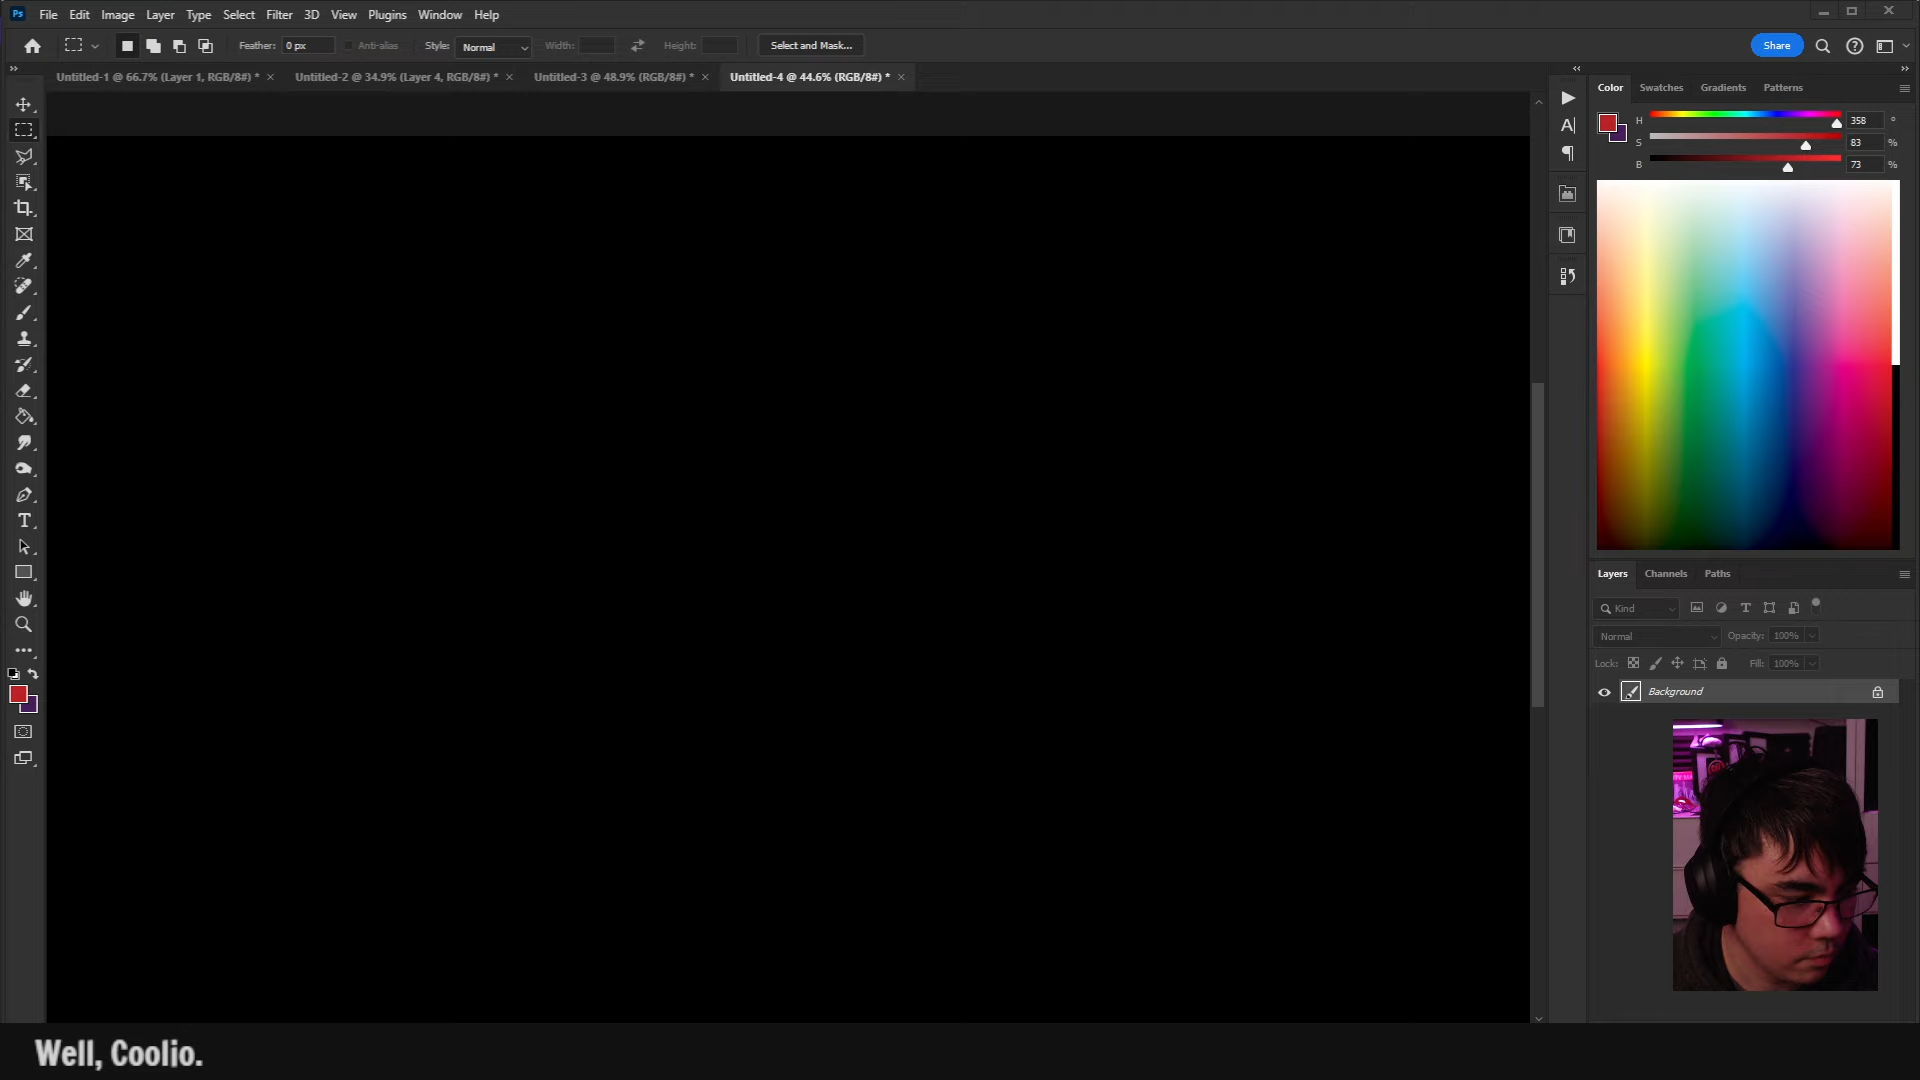 Ps File Edit Image Layer Type Select Filter 3D View Plugins Window Help
Feather: 0 px Anti-alias Style: Normal Width: Height: Select and Mask... Share
Untitled-1 @ 66.7% (Layer 1, RGB/8#) * Untitled-2 @ 34.9% (Layer 4, RGB/8#) * Untitled-3 @ 48.9% (RGB/8#) * Untitled-4 @ 44.6% (RGB/8#) *
Color Swatches Gradients Patterns
H 358 °
S 83 %
B 73 %
Layers Channels Paths
Kind
Normal Opacity: 100%
Lock: Fill: 100%
Background
Well, Coolio.